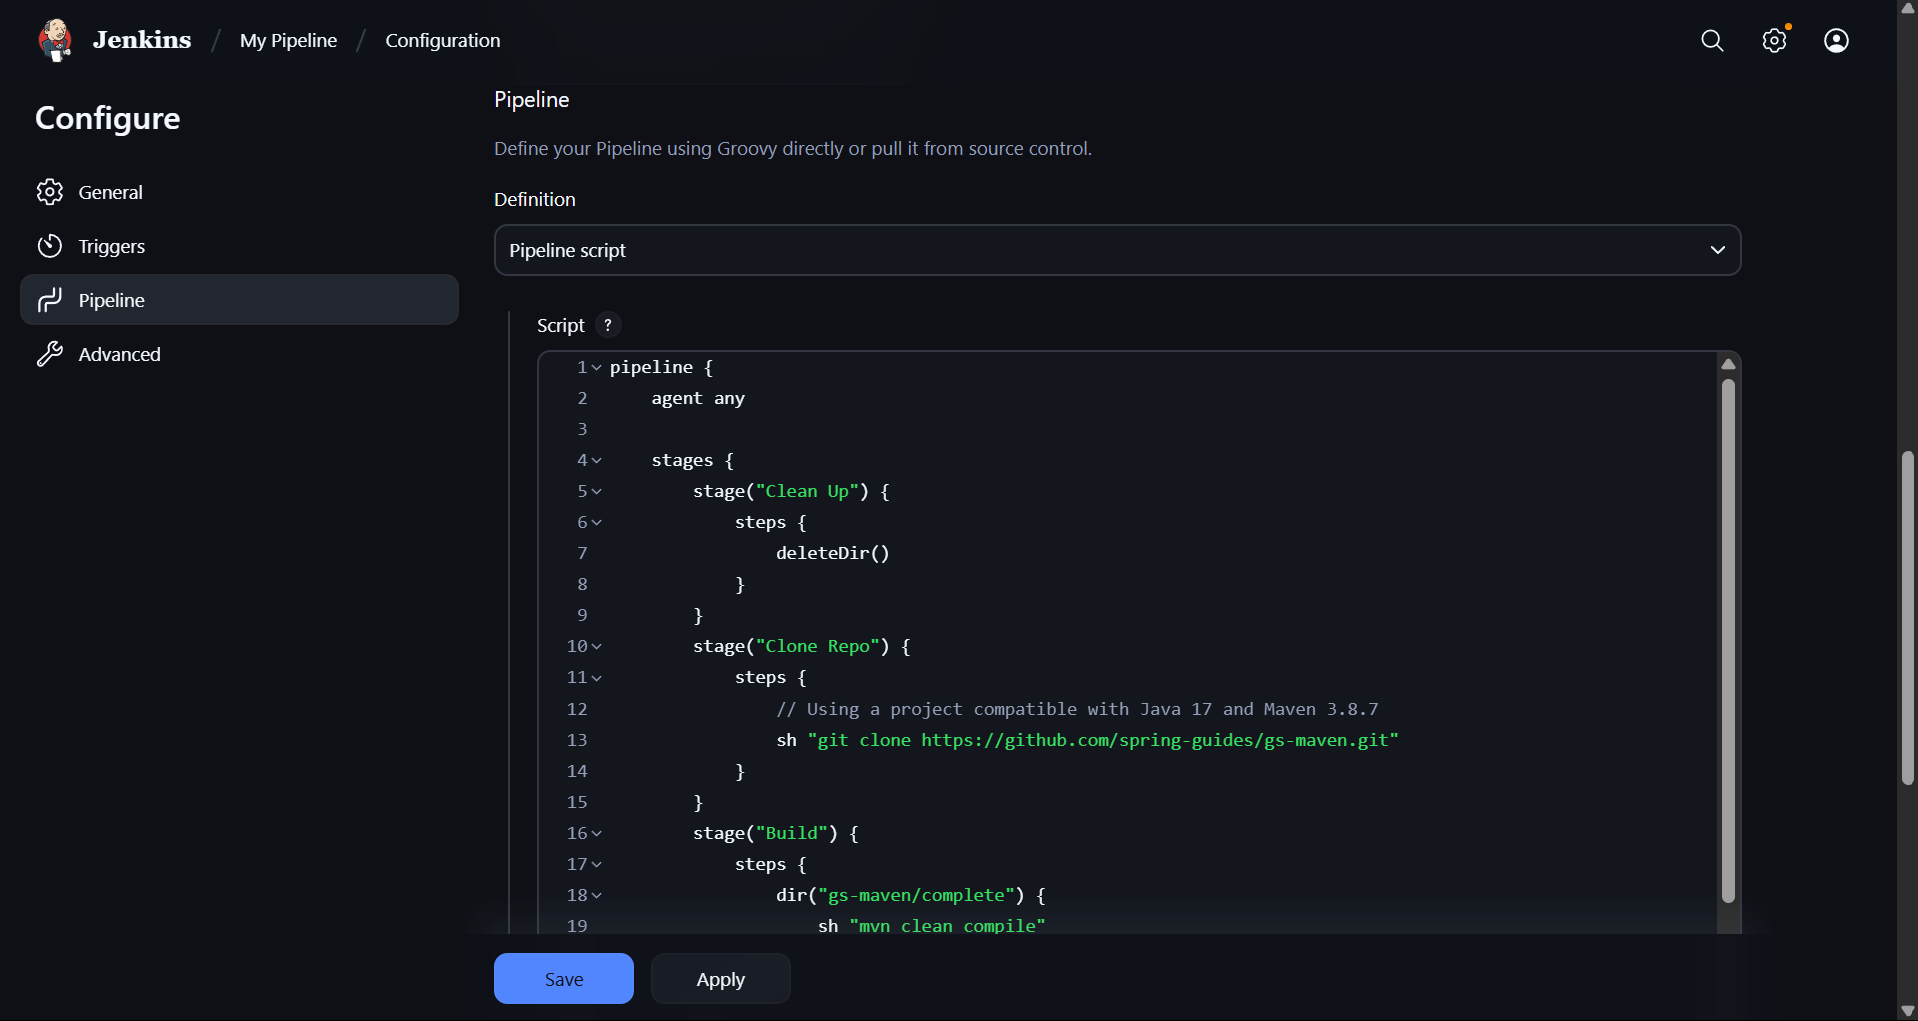 Jenkins / My Pipeline / Configuration
Configure
General
Triggers
Pipeline
Advanced
Pipeline
Define your Pipeline using Groovy directly or pull it from source control.
Definition
Pipeline script
Script ?
1 pipeline {
2     agent any
3
4     stages {
5         stage("Clean Up") {
6             steps {
7                 deleteDir()
8             }
9         }
10         stage("Clone Repo") {
11             steps {
12                 // Using a project compatible with Java 17 and Maven 3.8.7
13                 sh "git clone https://github.com/spring-guides/gs-maven.git"
14             }
15         }
16         stage("Build") {
17             steps {
18                 dir("gs-maven/complete") {
19                     sh "mvn clean compile"
Save
Apply